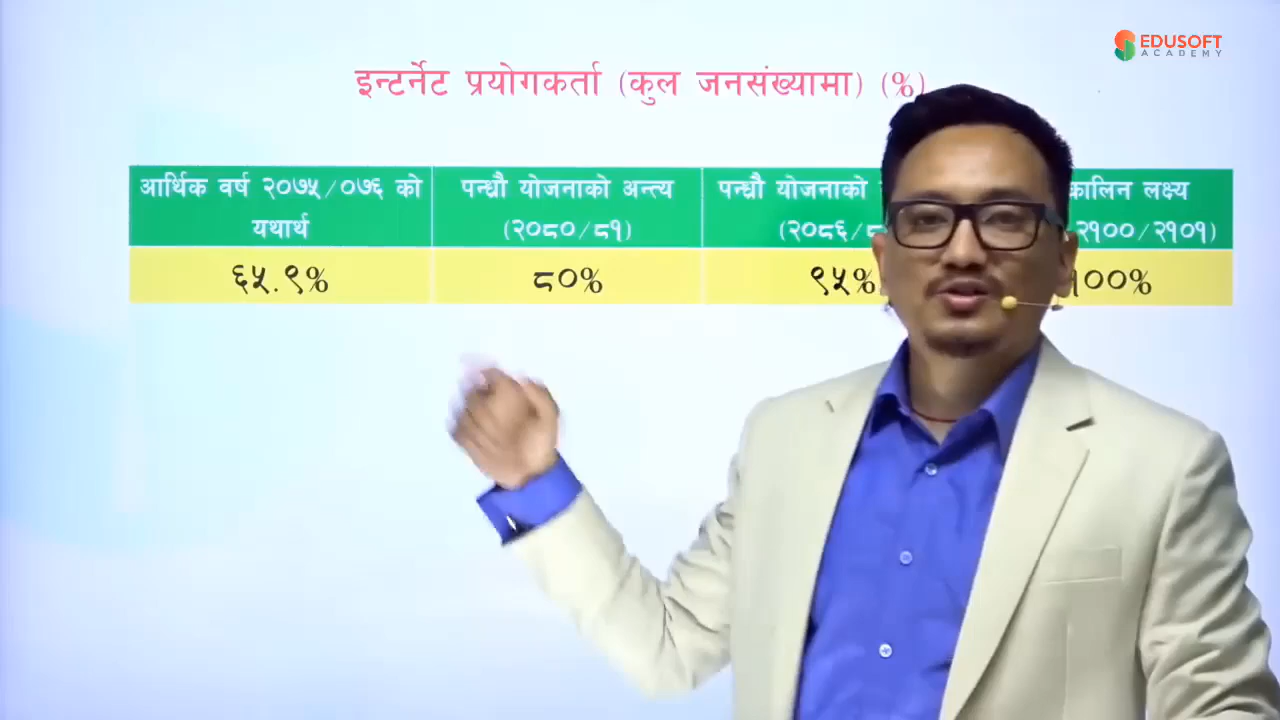 EDUSOFT
ACADEMY
इन्टर्नेट प्रयोगकर्ता (कुल जनसंख्यामा) (%)
आर्थिक वर्ष २०७५/०७६ को
यथार्थ
पन्ध्रौ योजनाको अन्त्य
(२०८०/८१)
पन्ध्रौ योजनाको
(२०८६/
कालिन लक्ष्य
२१००/२१०१)
६५.९%
८०%
९५%
१००%